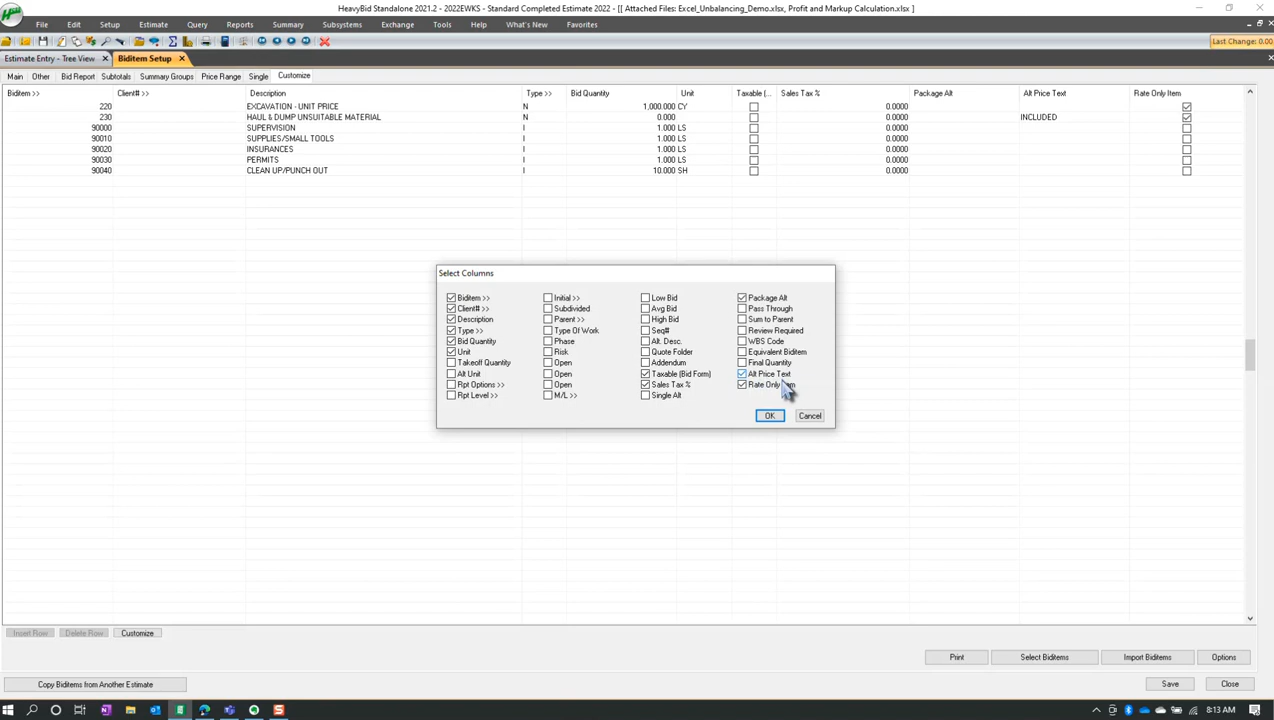 HeavyBid Standalone 2021.2 - 2022EWKS - Standard Completed Estimate 2022 - [[ Attached Files: Excel_Unbalancing_Demo.xlsx, Profit and Markup Calculation.xlsx ]
File Edit Setup Estimate Query Reports Summary Subsystems Exchange Tools Help What's New Favorites
Last Change: 0.00
Estimate Entry - Tree View Biditem Setup
Main Other Bid Report Subtotals Summary Groups Price Range Single Customize
Biditem >> Client# >> Description Type >> Bid Quantity Unit Taxable (... Sales Tax % Package Alt Alt Price Text Rate Only Item
220 EXCAVATION - UNIT PRICE N 1,000.000 CY 0.0000
230 HAUL & DUMP UNSUITABLE MATERIAL N 0.000 0.0000 INCLUDED
90000 SUPERVISION I 1.000 LS 0.0000
90010 SUPPLIES/SMALL TOOLS I 1.000 LS 0.0000
90020 INSURANCES I 1.000 LS 0.0000
90030 PERMITS I 1.000 LS 0.0000
90040 CLEAN UP/PUNCH OUT I 10.000 SH 0.0000
Select Columns
Biditem >> Initial >> Low Bid Package Alt
Client# >> Subdivided Avg Bid Pass Through
Description Parent >> High Bid Sum to Parent
Type >> Type Of Work Seq# Review Required
Bid Quantity Phase Alt. Desc. WBS Code
Unit Risk Quote Folder Equivalent Biditem
Takeoff Quantity Open Addendum Final Quantity
Alt Unit Open Taxable (Bid Form) Alt Price Text
Rpt Options >> Open Sales Tax % Rate Only Item
Rpt Level >> M/L >> Single Alt
OK Cancel
Insert Row Delete Row Customize
Print Select Biditems Import Biditems Options
Copy Biditems from Another Estimate Save Close
8:13 AM